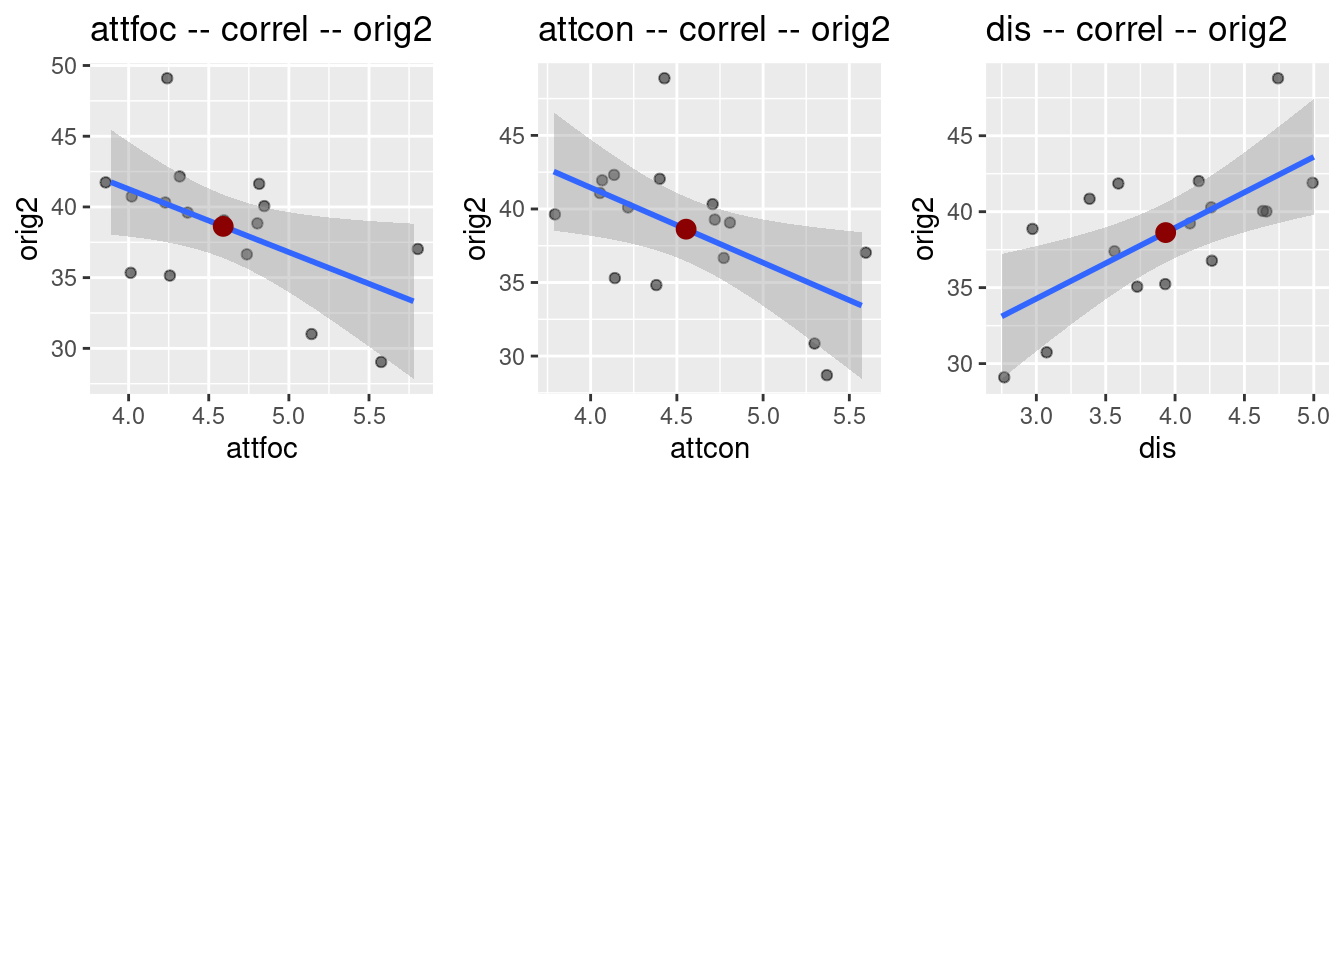 attfoc -- correl -- orig2
50
45
40
35
30
orig2
4.0 4.5 5.0 5.5
attfoc
attcon -- correl -- orig2
45
40
35
30
orig2
4.0 4.5 5.0 5.5
attcon
dis -- correl -- orig2
45
40
35
30
orig2
3.0 3.5 4.0 4.5 5.0
dis